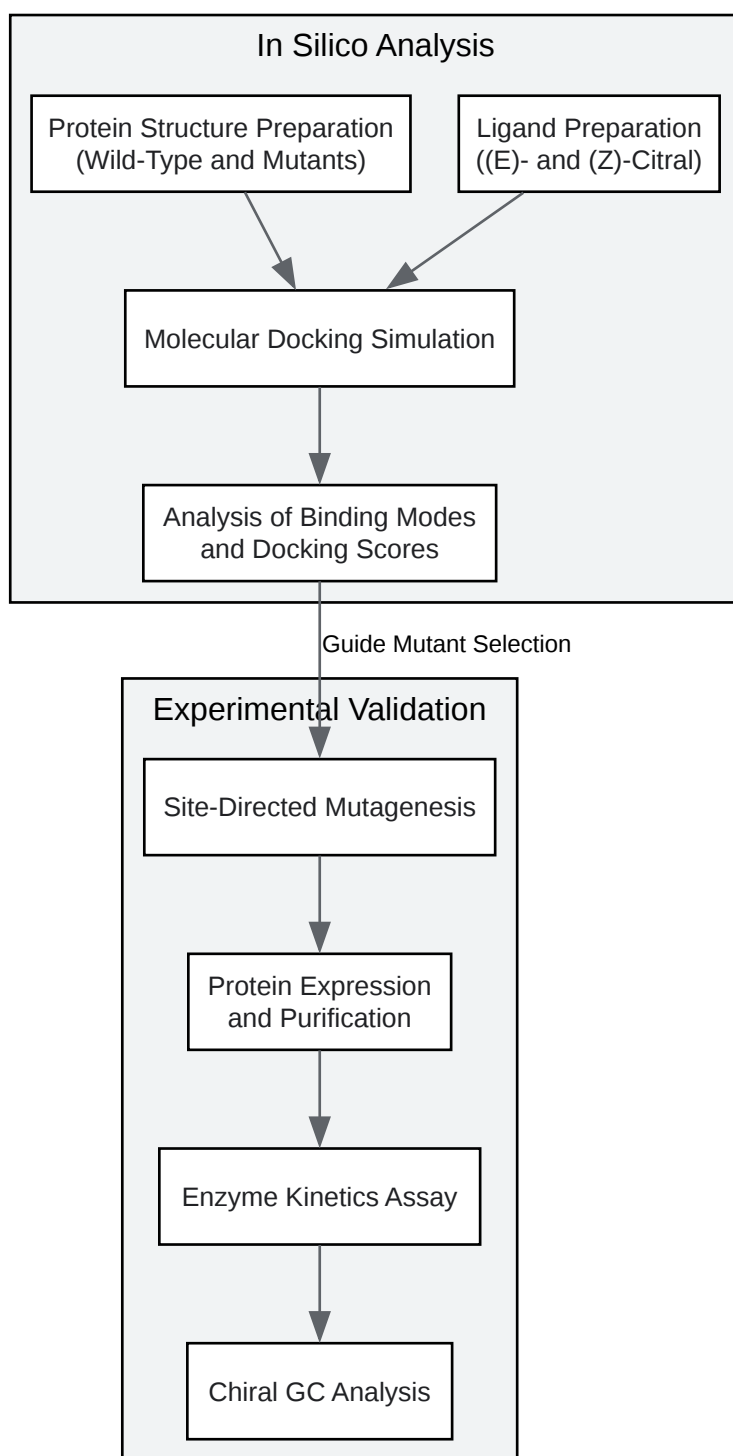 In Silico Analysis
Protein Structure Preparation
(Wild-Type and Mutants)
Ligand Preparation
((E)- and (Z)-Citral)
Molecular Docking Simulation
Analysis of Binding Modes
and Docking Scores
Guide Mutant Selection
Experimental Validation
Site-Directed Mutagenesis
Protein Expression
and Purification
Enzyme Kinetics Assay
Chiral GC Analysis